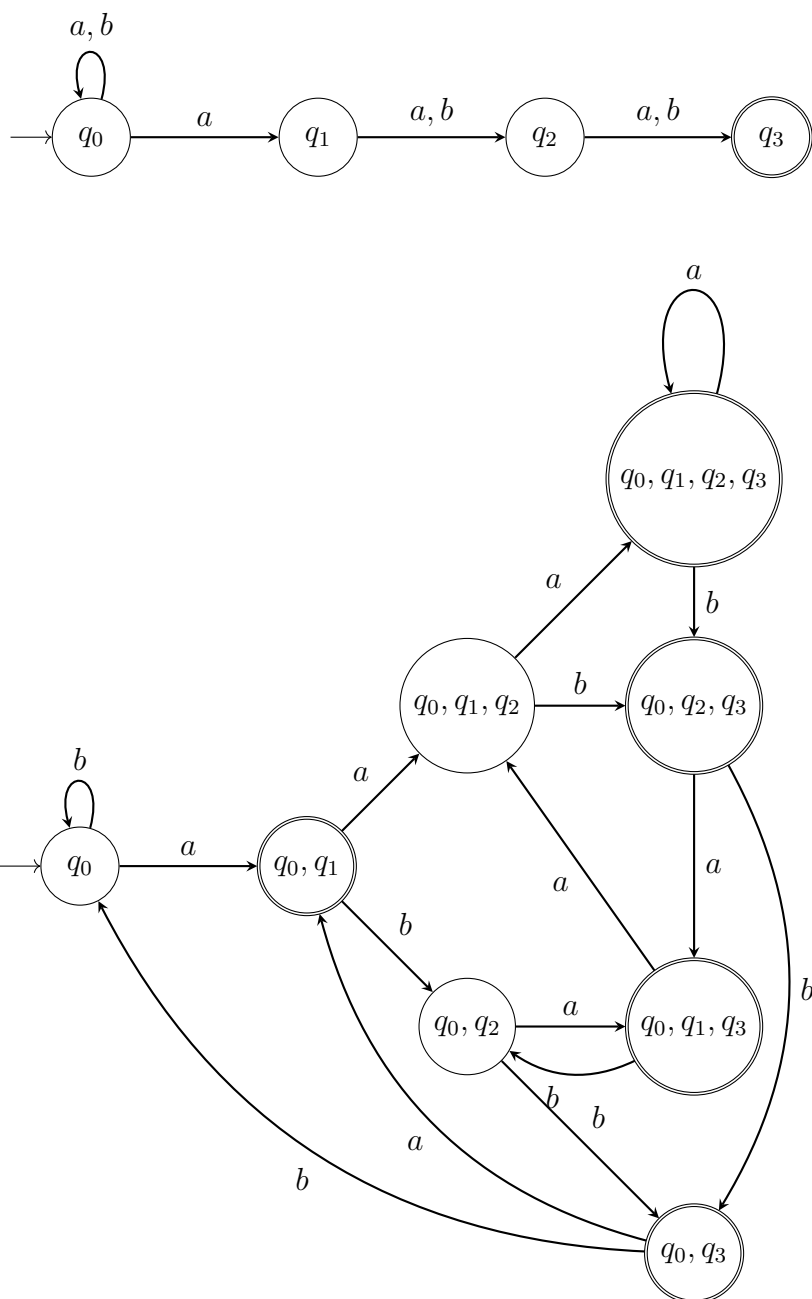 a, b
a
a, b
a, b
q0
q1
q2
q3
a
q0, q1, q2, q3
a
b
q0, q1, q2
b
q0, q2, q3
b
a
q0
a
q0, q1
a
a
b
b
q0, q2
a
q0, q1, q3
b
b
a
b
q0, q3